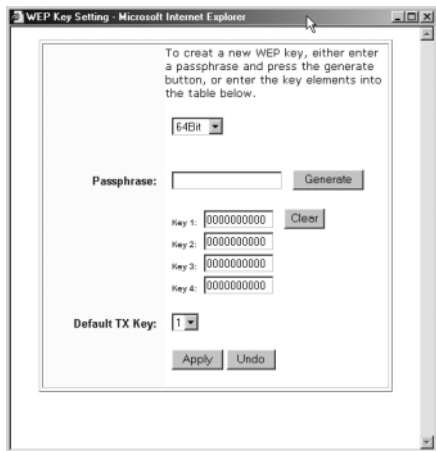 WEP Key Setting - Microsoft Internet Explorer
To creat a new WEP key, either enter
a passphrase and press the generate
button, or enter the key elements into
the table below.
64Bit
Passphrase: Generate
Key 1: 0000000000 Clear
Key 2: 0000000000
Key 3: 0000000000
Key 4: 0000000000
Default TX Key: 1
Apply Undo